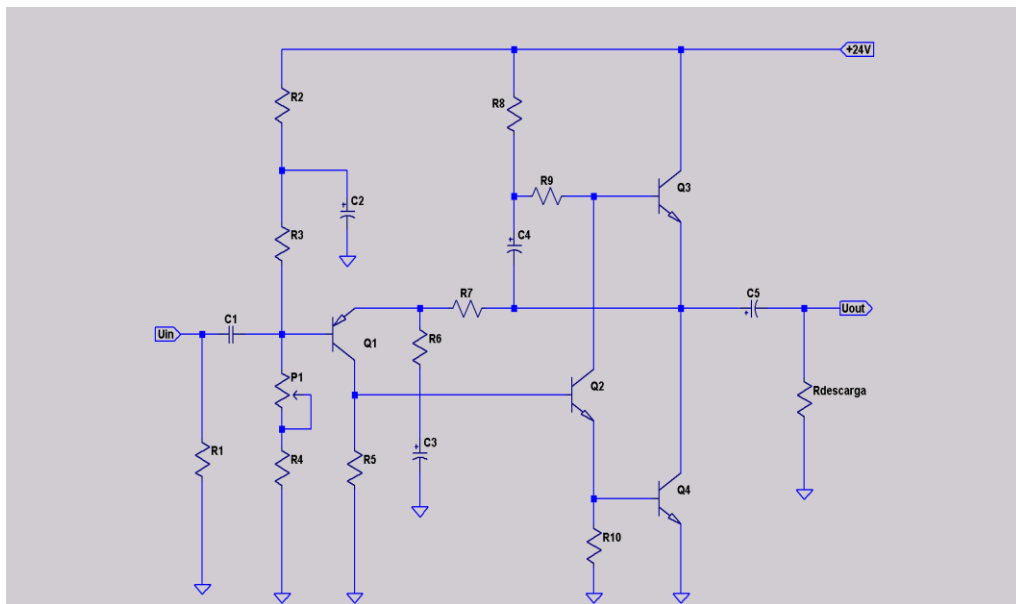 +24V
R2
R8
R9
Q3
C2
R3
C4
R7
C5
Uout
Uin
C1
Q1
R6
P1
Q2
Rdescarga
R1
R4
R5
C3
Q4
R10